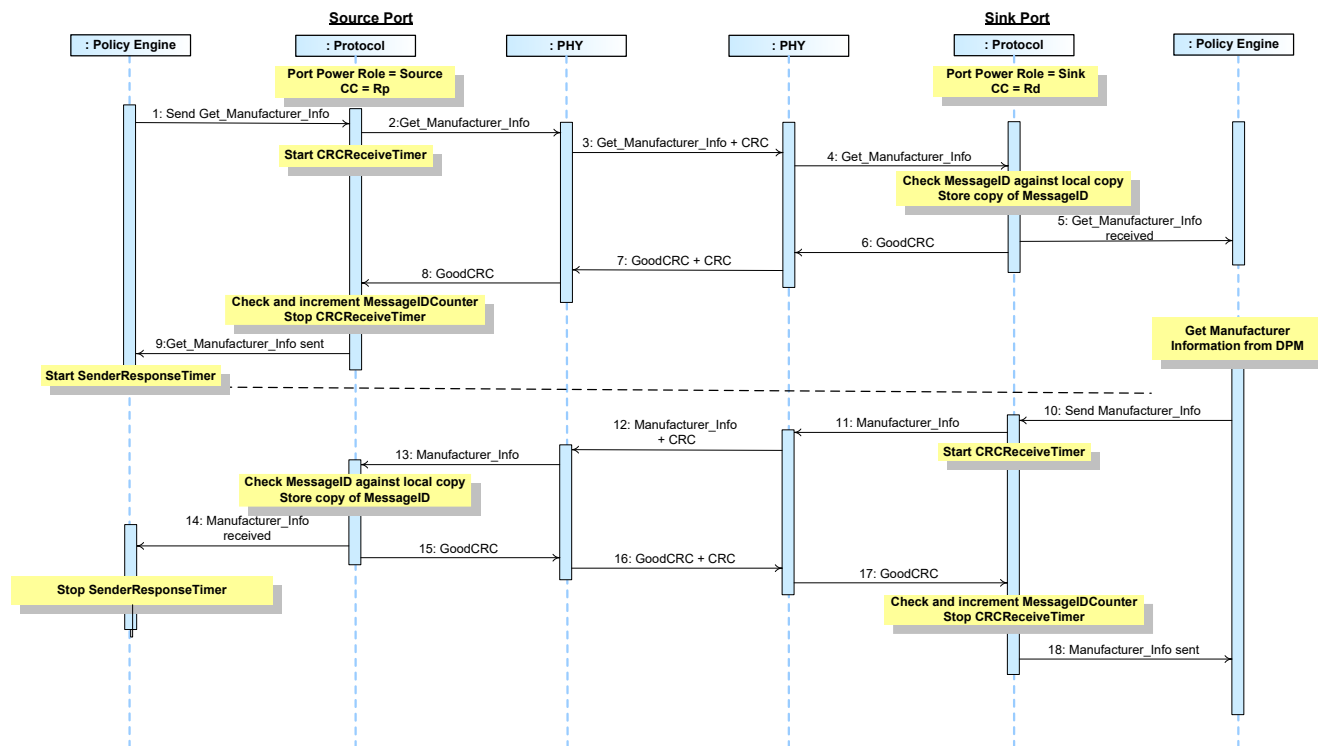 Source Port
Sink Port
: Policy Engine
: Protocol
: PHY
: PHY
: Protocol
: Policy Engine
Port Power Role = Source
CC = Rp
Port Power Role = Sink
CC = Rd
1: Send Get_Manufacturer_Info
2:Get_Manufacturer_Info
Start CRCReceiveTimer
3: Get_Manufacturer_Info + CRC
4: Get_Manufacturer_Info
Check MessageID against local copy
Store copy of MessageID
5: Get_Manufacturer_Info
received
6: GoodCRC
7: GoodCRC + CRC
8: GoodCRC
Check and increment MessageIDCounter
Stop CRCReceiveTimer
9:Get_Manufacturer_Info sent
Start SenderResponseTimer
Get Manufacturer
Information from DPM
10: Send Manufacturer_Info
11: Manufacturer_Info
Start CRCReceiveTimer
12: Manufacturer_Info
+ CRC
13: Manufacturer_Info
Check MessageID against local copy
Store copy of MessageID
14: Manufacturer_Info
received
15: GoodCRC
16: GoodCRC + CRC
17: GoodCRC
Stop SenderResponseTimer
Check and increment MessageIDCounter
Stop CRCReceiveTimer
18: Manufacturer_Info sent